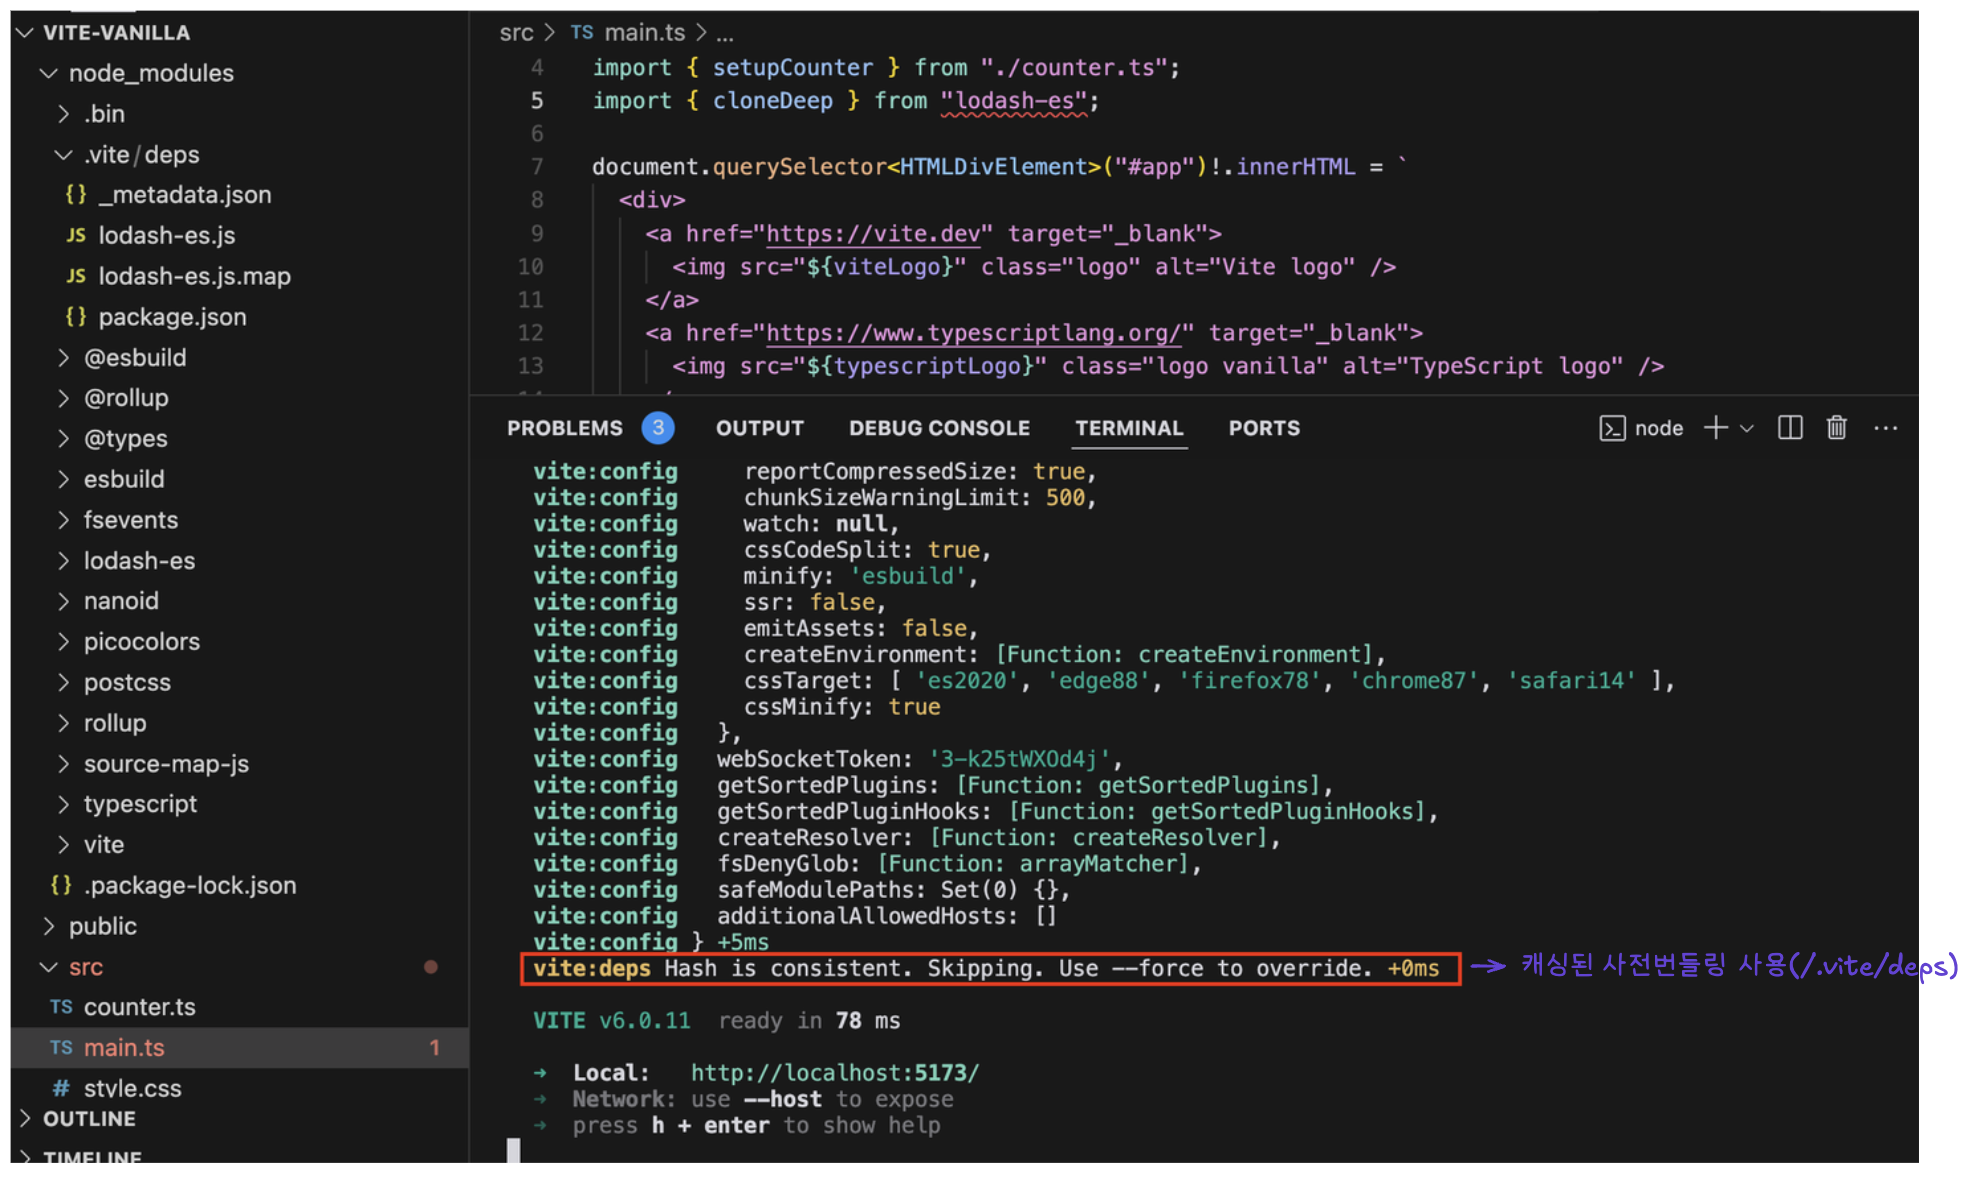 VITE-VANILLA
node_modules
.bin
.vite/deps
{} _metadata.json
JS lodash-es.js
JS lodash-es.js.map
{} package.json
@esbuild
@rollup
@types
esbuild
fsevents
lodash-es
nanoid
picocolors
postcss
rollup
source-map-js
typescript
vite
{} .package-lock.json
public
src
TS counter.ts
TS main.ts 1
# style.css
OUTLINE
TIMELINE
src > TS main.ts > ...
4 import { setupCounter } from "./counter.ts";
5 import { cloneDeep } from "lodash-es";
6
7 document.querySelector<HTMLDivElement>("#app")!.innerHTML = `
8 <div>
9 <a href="https://vite.dev" target="_blank">
10 <img src="${viteLogo}" class="logo" alt="Vite logo" />
11 </a>
12 <a href="https://www.typescriptlang.org/" target="_blank">
13 <img src="${typescriptLogo}" class="logo vanilla" alt="TypeScript logo" />
PROBLEMS 3 OUTPUT DEBUG CONSOLE TERMINAL PORTS node
vite:config reportCompressedSize: true,
vite:config chunkSizeWarningLimit: 500,
vite:config watch: null,
vite:config cssCodeSplit: true,
vite:config minify: 'esbuild',
vite:config ssr: false,
vite:config emitAssets: false,
vite:config createEnvironment: [Function: createEnvironment],
vite:config cssTarget: [ 'es2020', 'edge88', 'firefox78', 'chrome87', 'safari14' ],
vite:config cssMinify: true
vite:config },
vite:config webSocketToken: '3-k25tWXOd4j',
vite:config getSortedPlugins: [Function: getSortedPlugins],
vite:config getSortedPluginHooks: [Function: getSortedPluginHooks],
vite:config createResolver: [Function: createResolver],
vite:config fsDenyGlob: [Function: arrayMatcher],
vite:config safeModulePaths: Set(0) {},
vite:config additionalAllowedHosts: []
vite:config } +5ms
vite:deps Hash is consistent. Skipping. Use --force to override. +0ms → 캐싱된 사전번들링 사용(/.vite/deps)
VITE v6.0.11 ready in 78 ms
➜ Local: http://localhost:5173/
➜ Network: use --host to expose
➜ press h + enter to show help